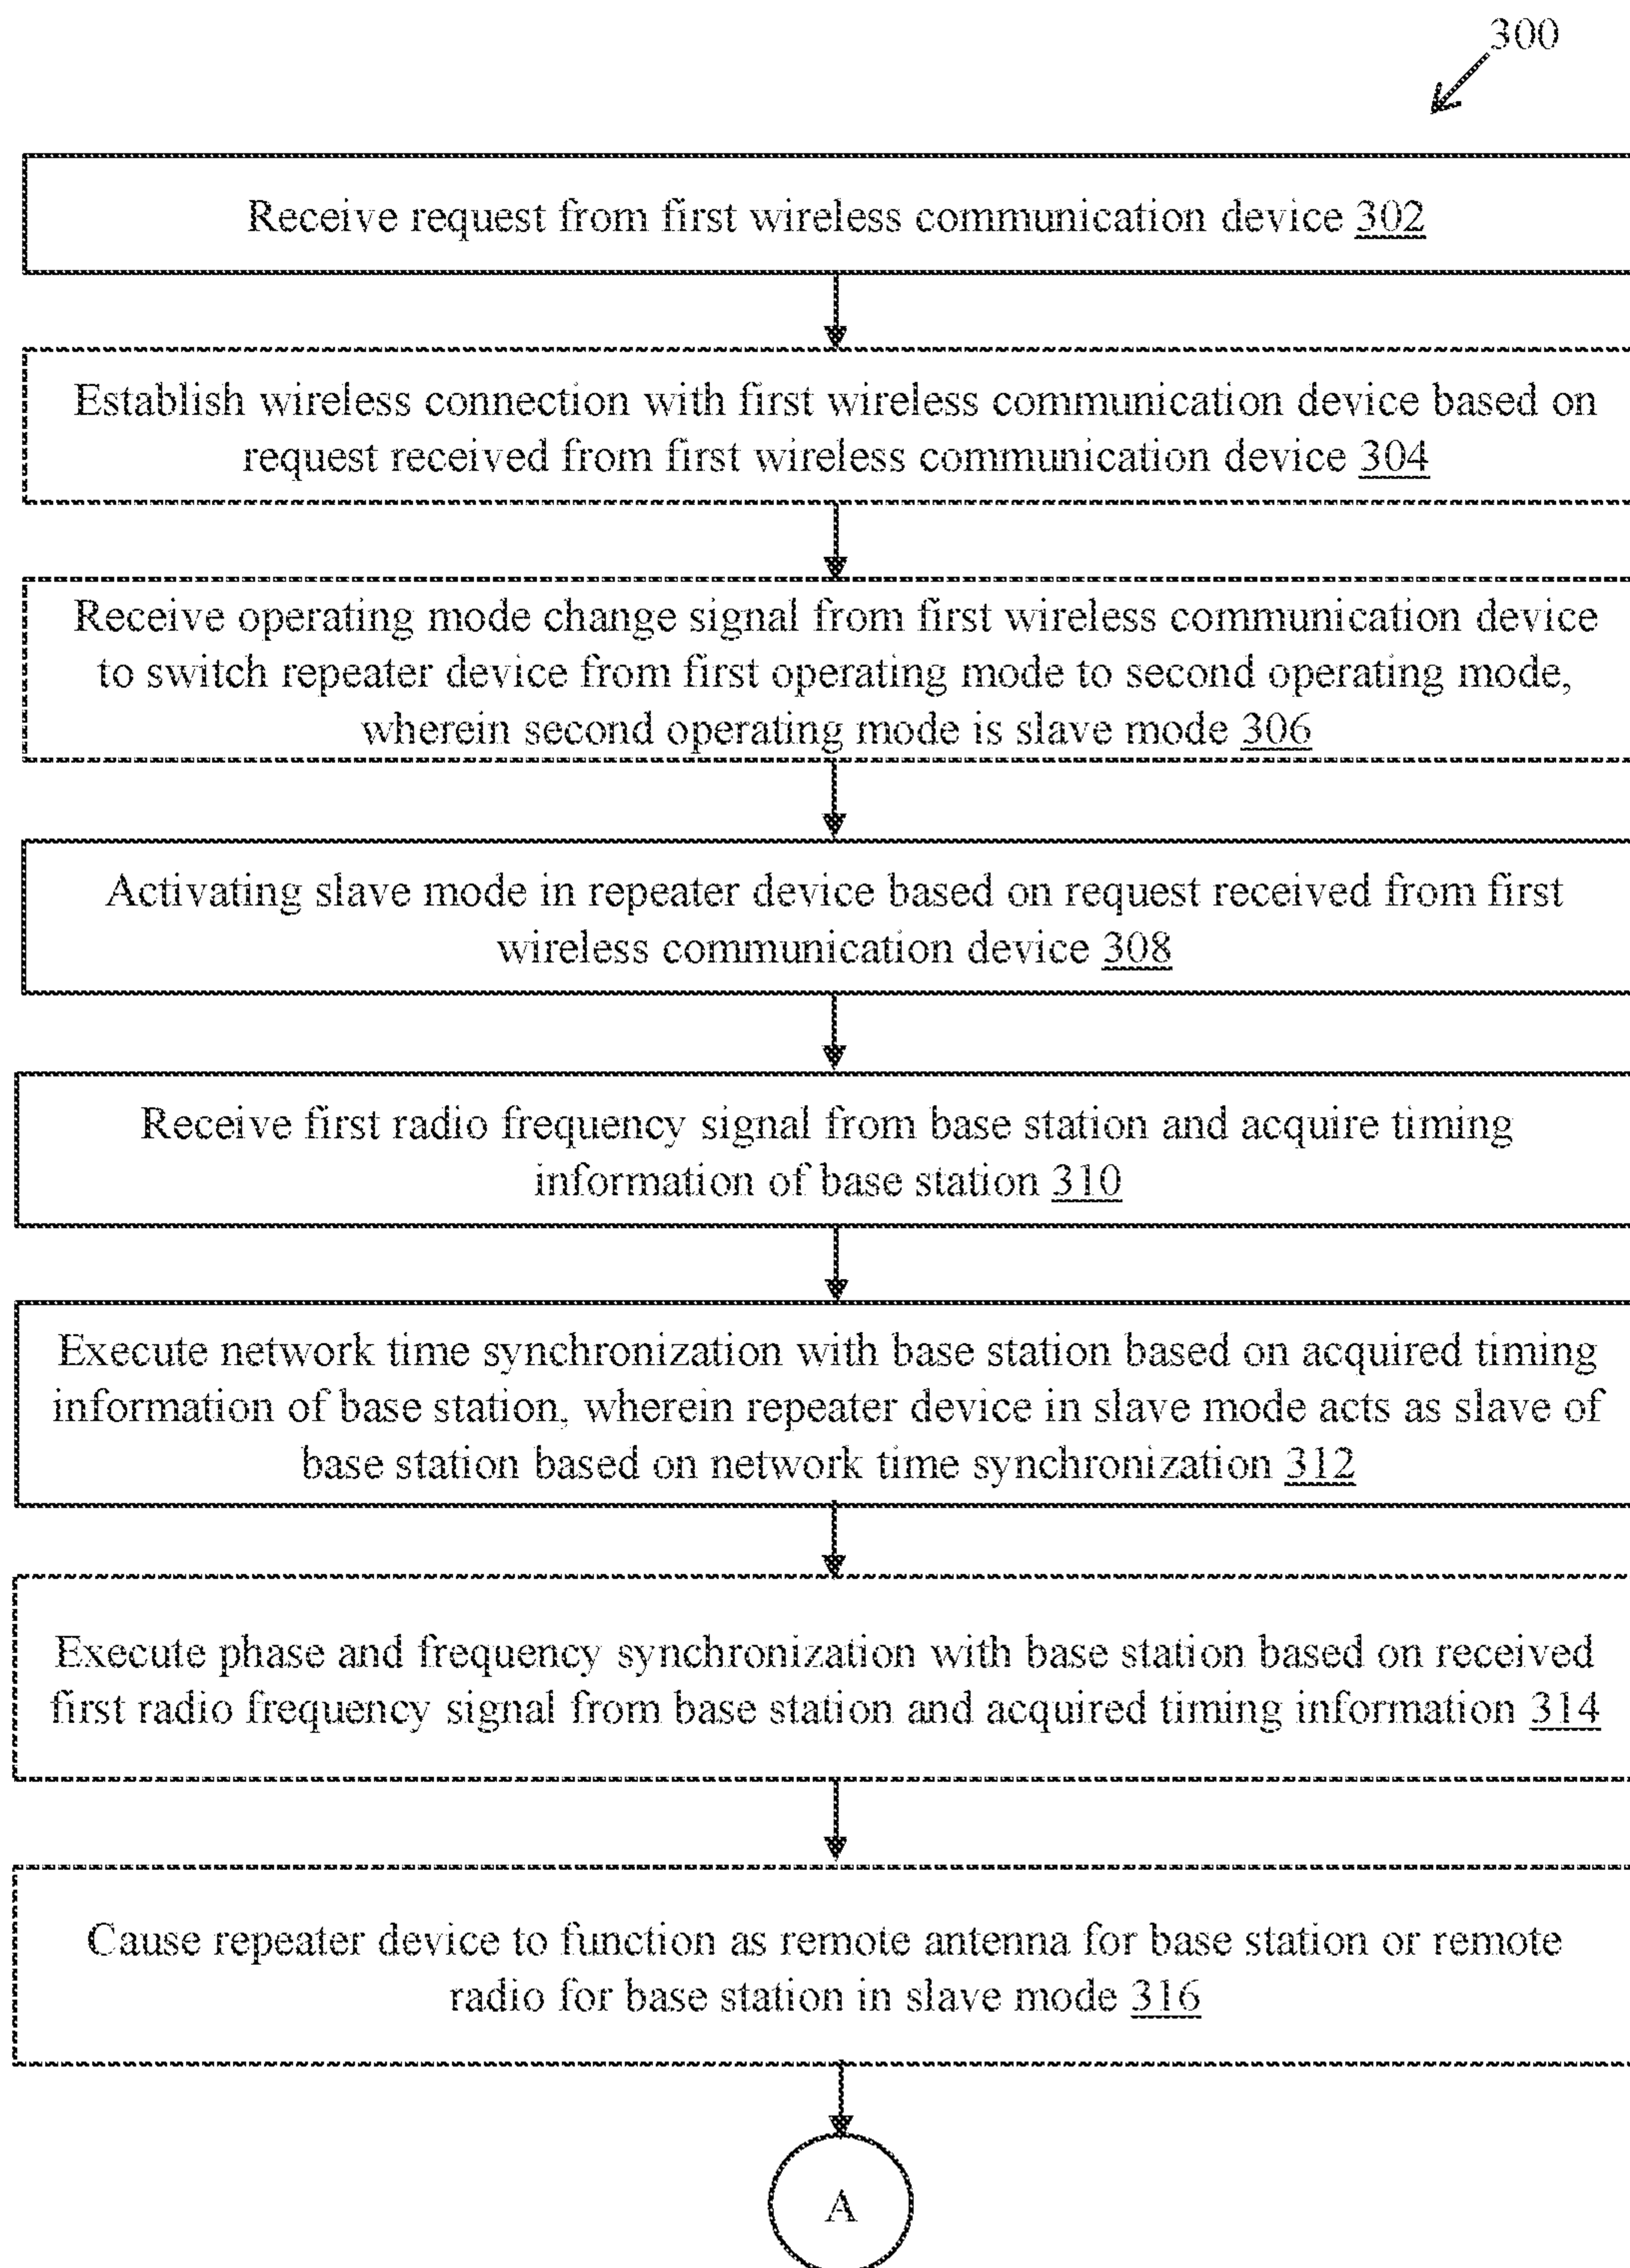 300
Receive request from first wireless communication device 302
Establish wireless connection with first wireless communication device based on
request received from first wireless communication device 304
Receive operating mode change signal from first wireless communication device
to switch repeater device from first operating mode to second operating mode,
wherein second operating mode is slave mode 306
Activating slave mode in repeater device based on request received from first
wireless communication device 308
Receive first radio frequency signal from base station and acquire timing
information of base station 310
Execute network time synchronization with base station based on acquired timing
information of base station, wherein repeater device in slave mode acts as slave of
base station based on network time synchronization 312
Execute phase and frequency synchronization with base station based on received
first radio frequency signal from base station and acquired timing information 314
Cause repeater device to function as remote antenna for base station or remote
radio for base station in slave mode 316
A